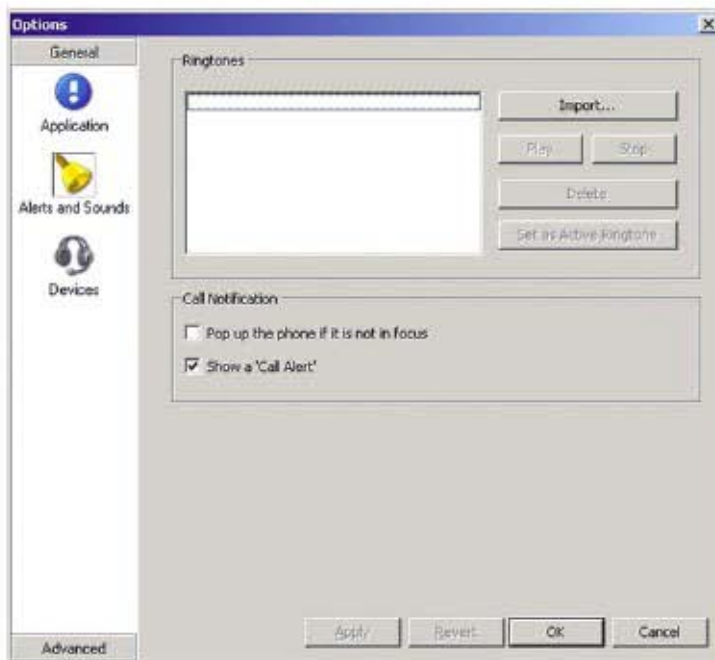 Options
General
Application
Alerts and Sounds
Devices
Advanced
Ringtones
Import...
Play Stop
Delete
Set as Active Ringtone
Call Notification
Pop up the phone if it is not in focus
Show a 'Call Alert'
Apply Revert OK Cancel